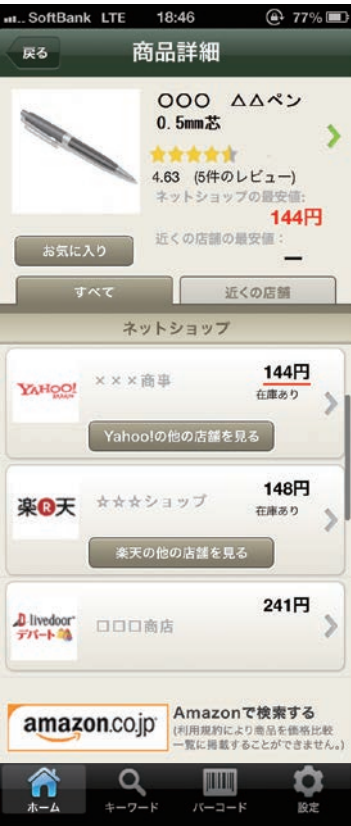 SoftBank LTE 18:46 77%
戻る 商品詳細
○○○ △△ペン
0.5mm芯
4.63 (5件のレビュー)
ネットショップの最安値:
144円
近くの店舗の最安値:
ー
お気に入り
すべて 近くの店舗
ネットショップ
YAHOO!
JAPAN
×××商事
144円
在庫あり
Yahoo!の他の店舗を見る
楽R天
☆☆☆ショップ
148円
在庫あり
楽天の他の店舗を見る
livedoor
デパート
□□□商店
241円
amazon.co.jp
Amazonで検索する
(利用規約により商品を価格比較
一覧に掲載することができません。)
ホーム キーワード バーコード 設定